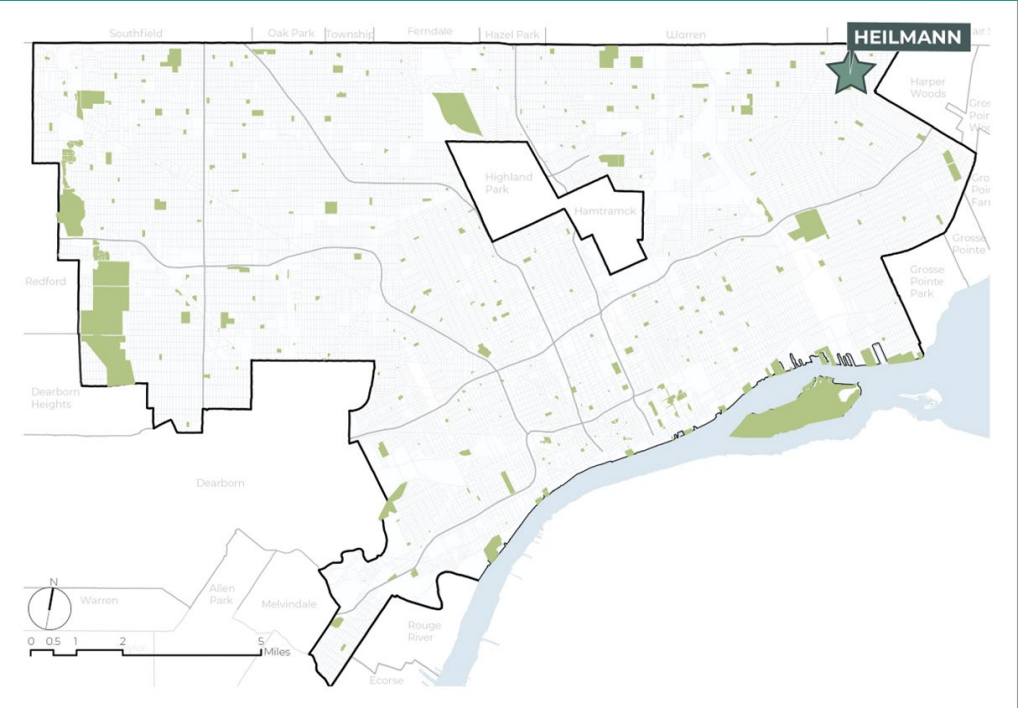 Southfield
Oak Park
Township
Ferndale
Hazel Park
Warren
HEILMANN
Harper
Woods
Highland
Park
Hamtramck
Grosse
Pointe
Redford
Grosse
Pointe
Park
Dearborn
Heights
Dearborn
N
Warren
Allen
Park
Melvindale
Rouge
River
0 0.5 1 2 5 Miles
Ecorse